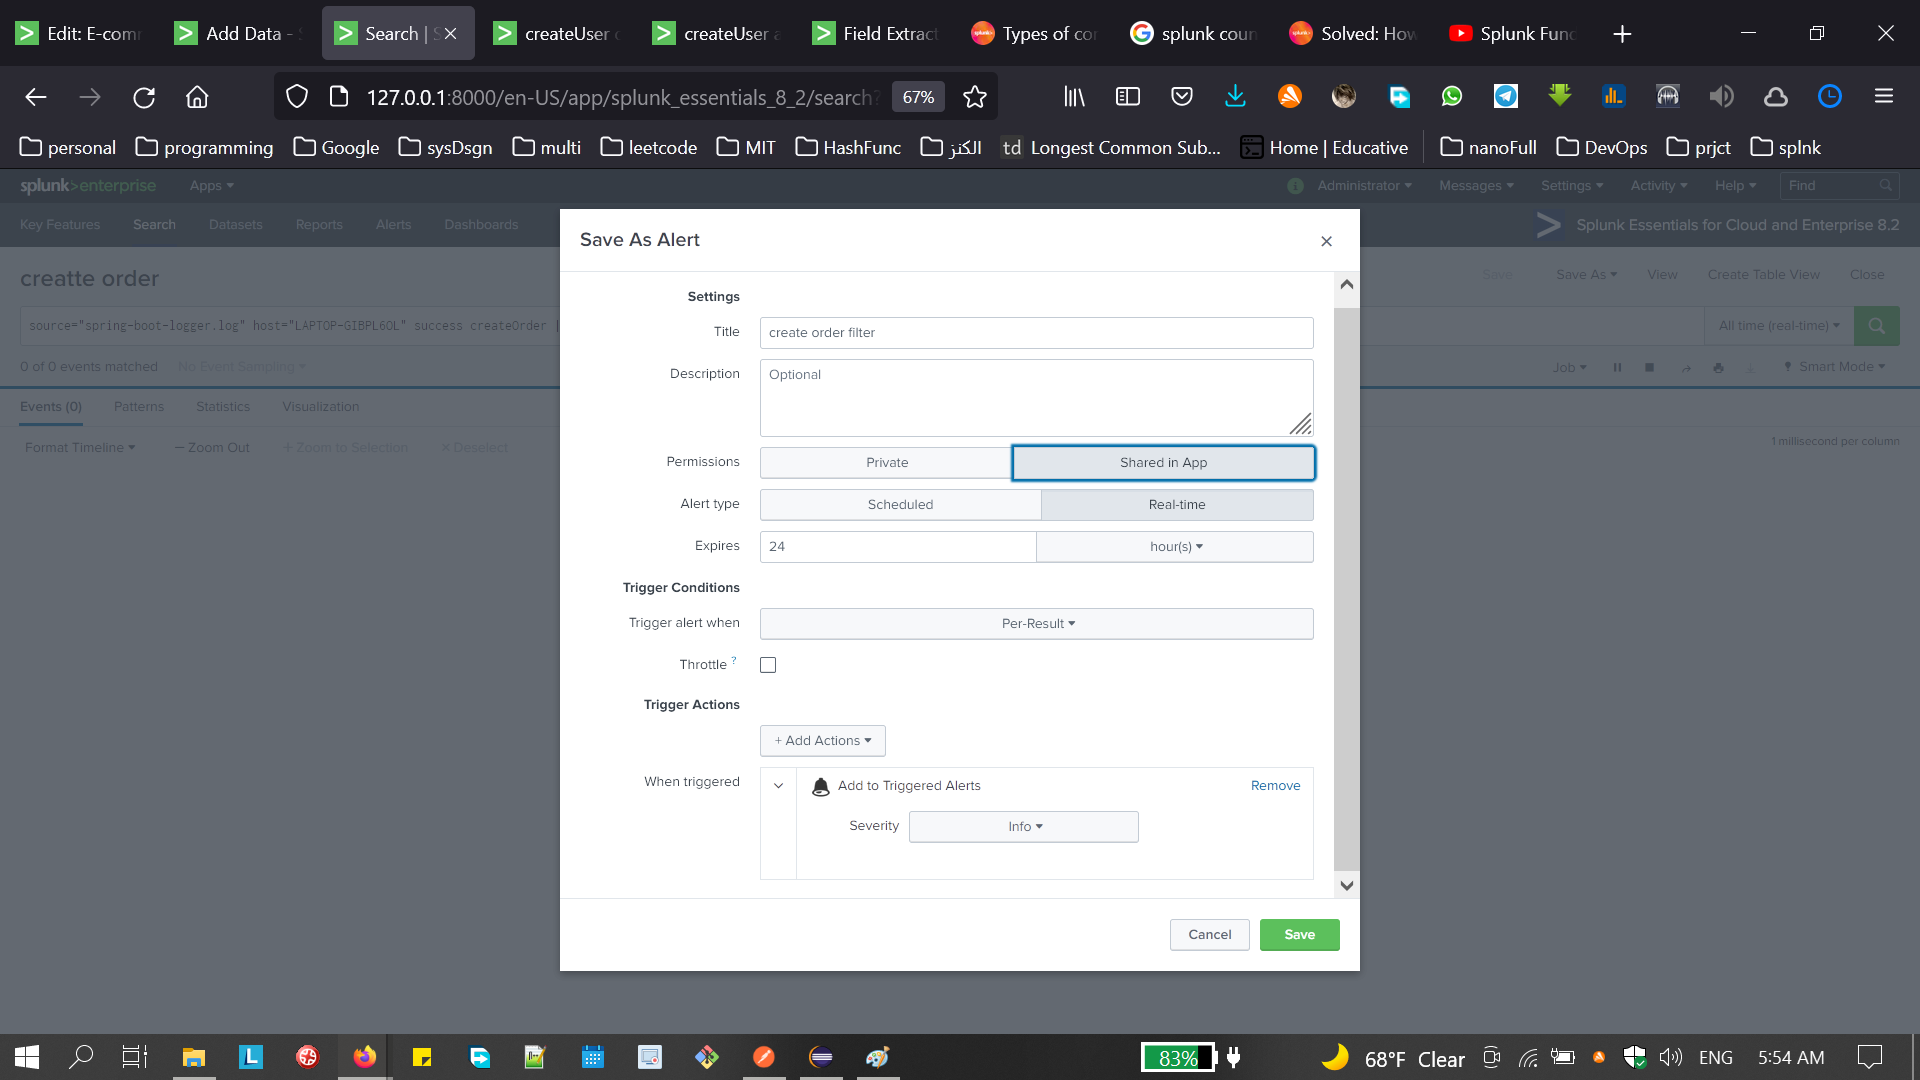 Edit: E-com
Add Data -
Search |
createUser
createUser
Field Extract
Types of co
splunk coun
Solved: How
Splunk Fun
127.0.0.1:8000/en-US/app/splunk_essentials_8_2/search?
67%
personal
programming
Google
sysDsgn
multi
leetcode
MIT
HashFunc
الكنز
td Longest Common Sub...
Home | Educative
nanoFull
DevOps
prjct
splnk
splunk>enterprise
Apps
i
Administrator
Messages
Settings
Activity
Help
Find
Key Features
Search
Datasets
Reports
Alerts
Dashboards
Splunk Essentials for Cloud and Enterprise 8.2
creatte order
Save
Save As
View
Create Table View
Close
source="spring-boot-logger.log" host="LAPTOP-GIBPL6OL" success createOrder |
All time (real-time)
0 of 0 events matched
No Event Sampling
Job
Smart Mode
Events (0)
Patterns
Statistics
Visualization
Format Timeline
— Zoom Out
+ Zoom to Selection
× Deselect
1 millisecond per column
Save As Alert
Settings
Title
create order filter
Description
Optional
Permissions
Private
Shared in App
Alert type
Scheduled
Real-time
Expires
24
hour(s)
Trigger Conditions
Trigger alert when
Per-Result
Throttle ?
Trigger Actions
+ Add Actions
When triggered
Add to Triggered Alerts
Remove
Severity
Info
Cancel
Save
L
83%
68°F Clear
ENG
5:54 AM